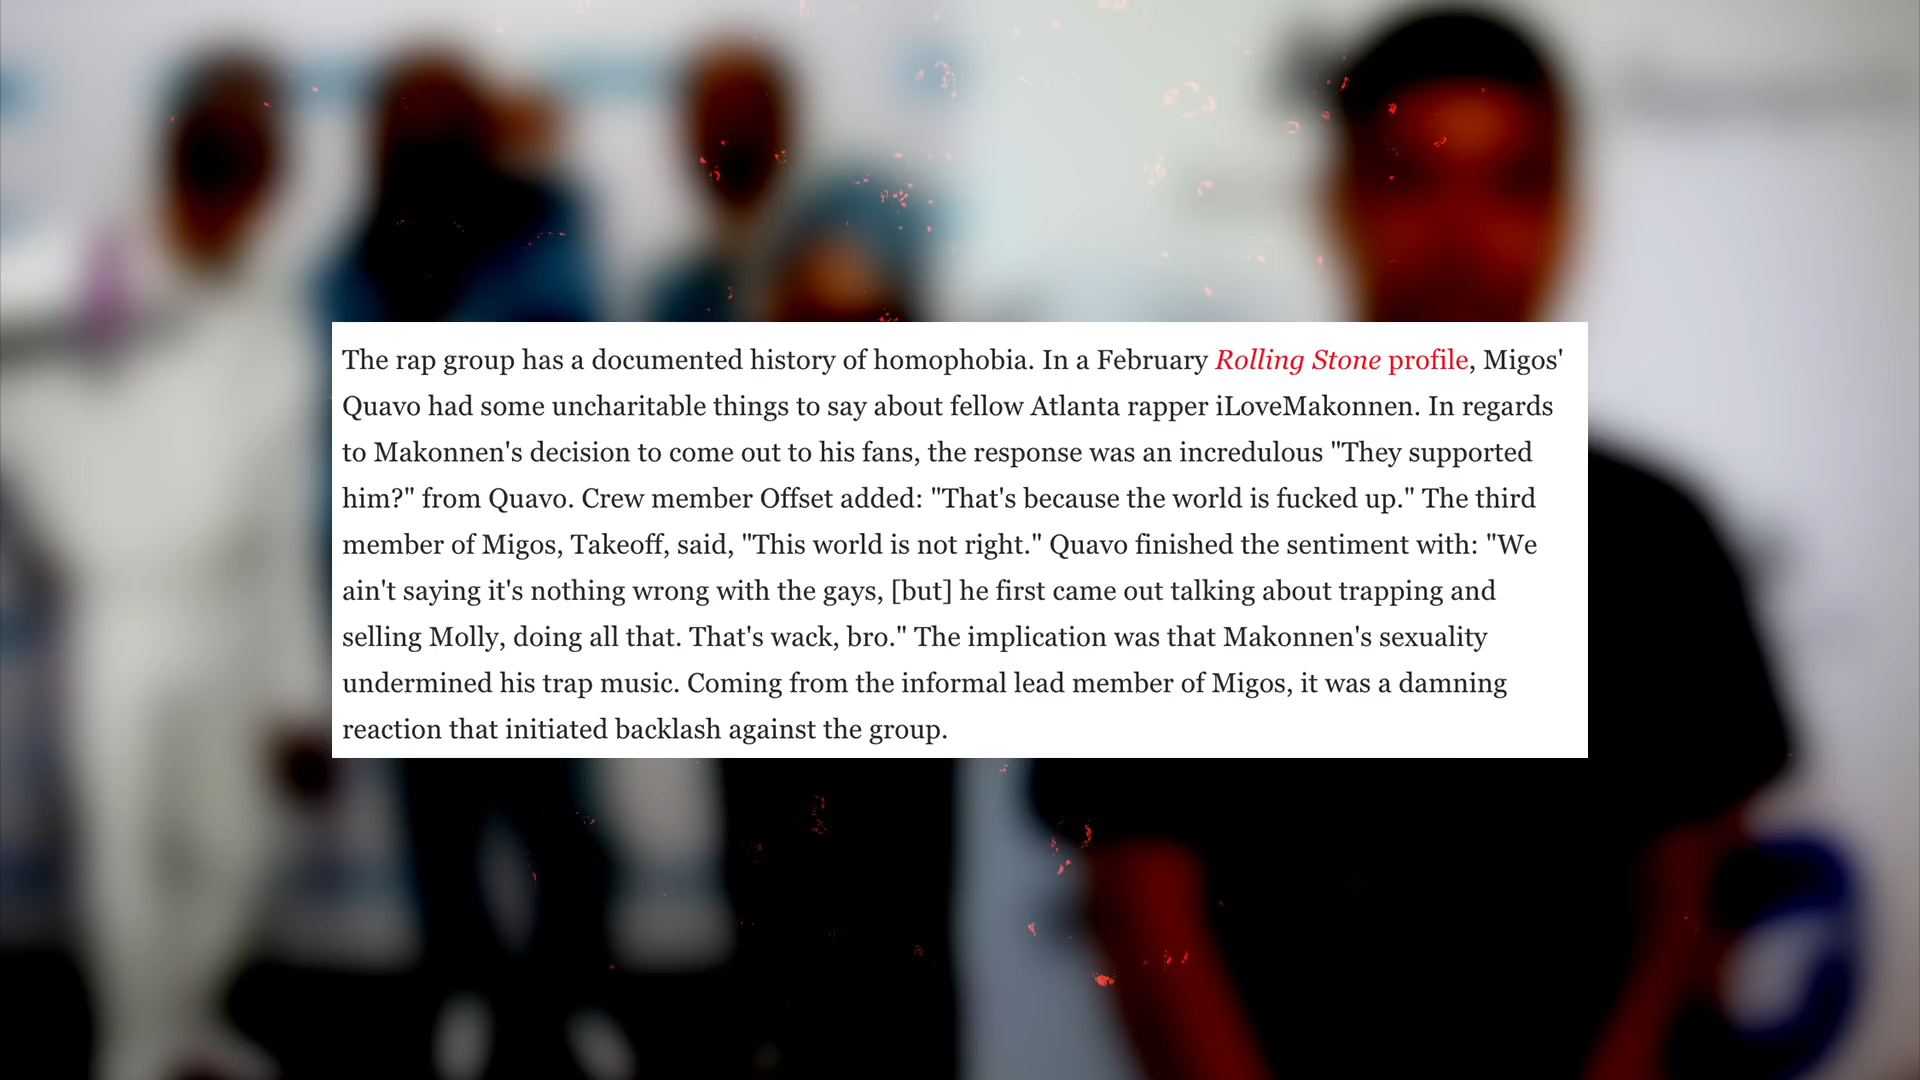 The rap group has a documented history of homophobia. In a February Rolling Stone profile, Migos'
Quavo had some uncharitable things to say about fellow Atlanta rapper iLoveMakonnen. In regards
to Makonnen's decision to come out to his fans, the response was an incredulous "They supported
him?" from Quavo. Crew member Offset added: "That's because the world is fucked up." The third
member of Migos, Takeoff, said, "This world is not right." Quavo finished the sentiment with: "We
ain't saying it's nothing wrong with the gays, [but] he first came out talking about trapping and
selling Molly, doing all that. That's wack, bro." The implication was that Makonnen's sexuality
undermined his trap music. Coming from the informal lead member of Migos, it was a damning
reaction that initiated backlash against the group.